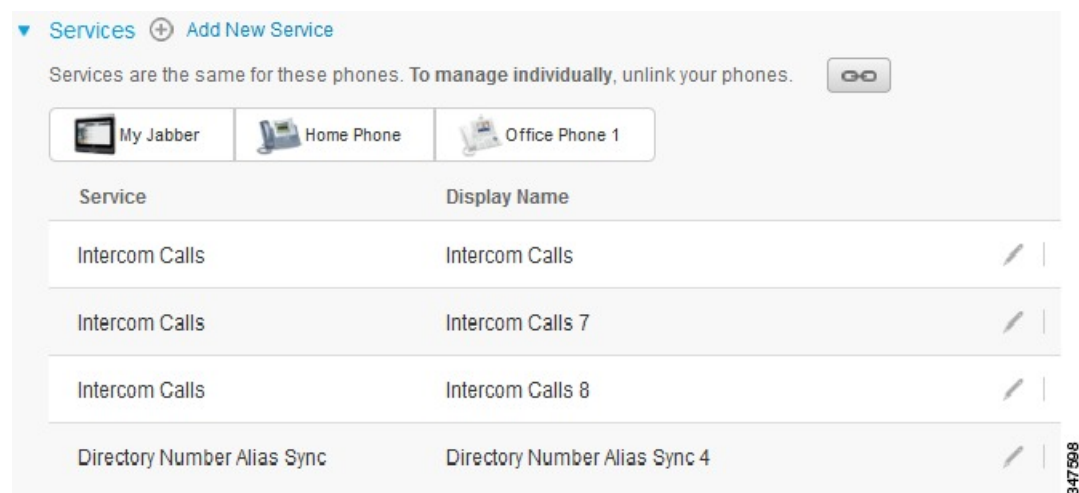 Services Add New Service
Services are the same for these phones. To manage individually, unlink your phones.
My Jabber Home Phone Office Phone 1
Service Display Name
Intercom Calls Intercom Calls
Intercom Calls Intercom Calls 7
Intercom Calls Intercom Calls 8
Directory Number Alias Sync Directory Number Alias Sync 4
347598